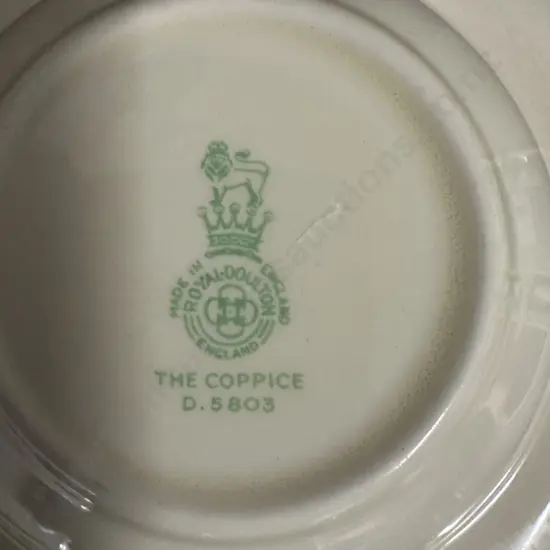 MADE IN ENGLAND
ROYAL·DOULTON
ENGLAND
THE COPPICE
D.5803